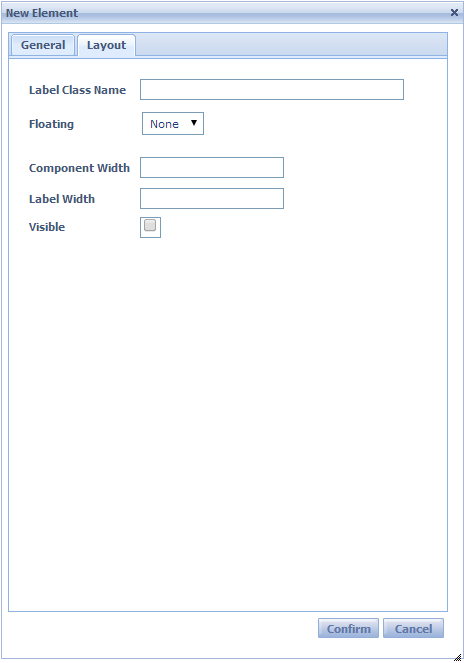 New Element
General Layout
Label Class Name
Floating None
Component Width
Label Width
Visible
Confirm Cancel